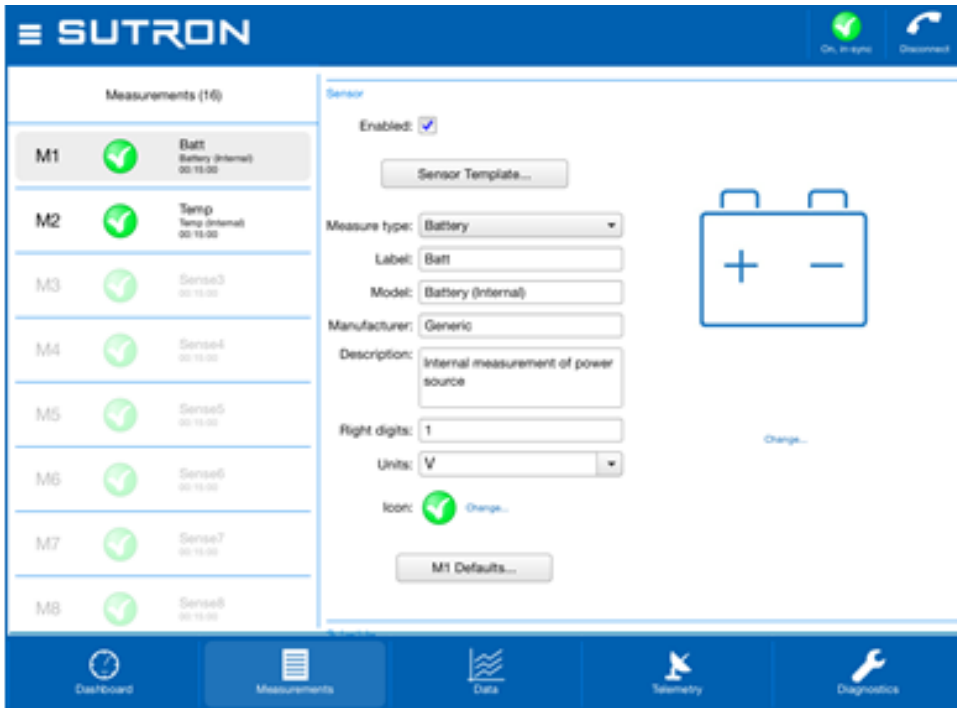 SUTRON
On, in-sync
Disconnect
Measurements (16)
M1
Batt
Battery (Internal)
00:15:00
M2
Temp
Temp (Internal)
00:15:00
M3
Sense3
00:15:00
M4
Sense4
00:15:00
M5
Sense5
00:15:00
M6
Sense6
00:15:00
M7
Sense7
00:15:00
M8
Sense8
00:15:00
Sensor
Enabled:
Sensor Template...
Measure type: Battery
Label: Batt
Model: Battery (Internal)
Manufacturer: Generic
Description: Internal measurement of power
source
Right digits: 1
Units: V
Icon: Change...
M1 Defaults...
+ −
Change...
Dashboard
Measurements
Data
Telemetry
Diagnostics